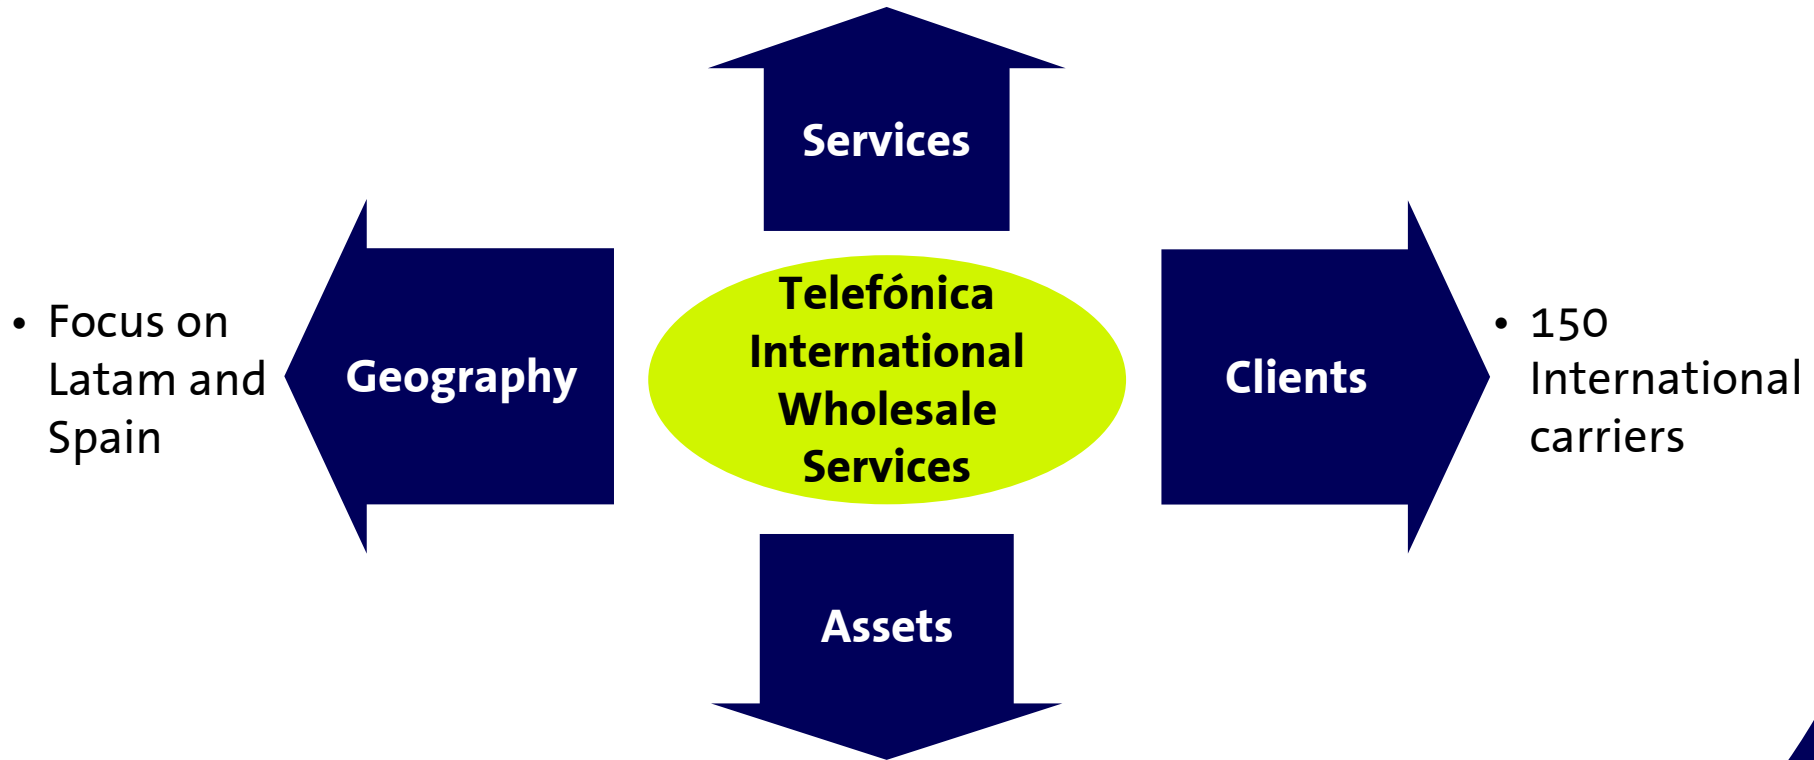 Services
• Focus on
Latam and
Spain
Geography
Telefónica
International
Wholesale
Services
Clients
• 150
International
carriers
Assets